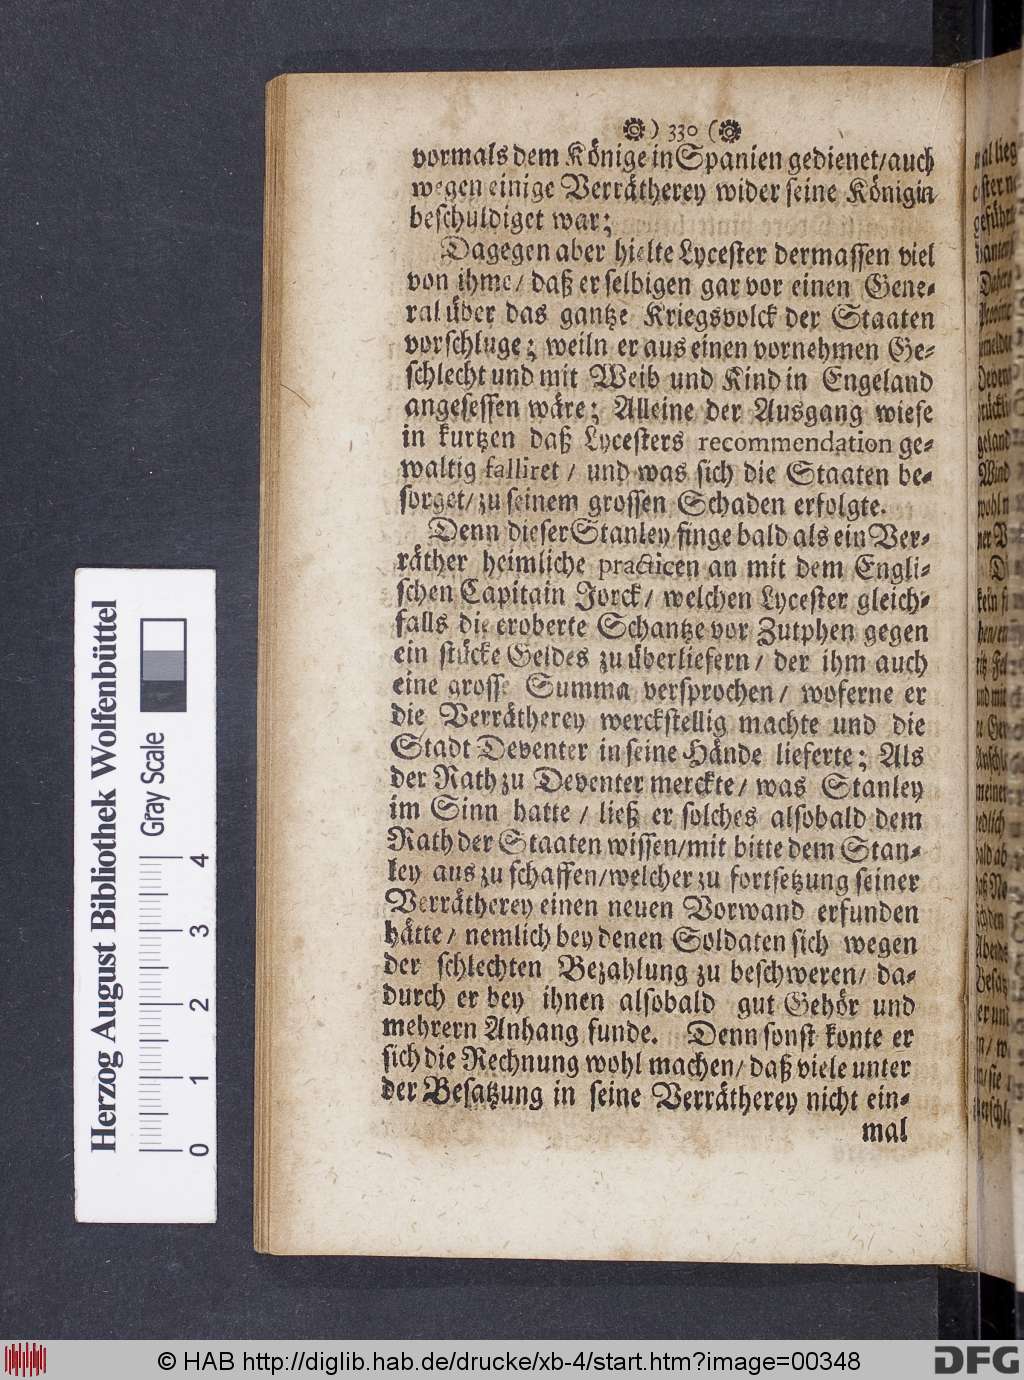 ) 330 (
vormals dem Könige in Spanien gedienet/auch
wegen einige Verrätherey wider seine Königin
beschuldiget war;
Dagegen aber hielte Lycester dermassen viel
von ihme/ daß er selbigen gar vor einen Gene-
ral über das gantze Kriegsvolck der Staaten
vorschluge; weiln er aus einen vornehmen Ge-
schlecht und mit Weib und Kind in Engeland
angesessen wäre; Alleine der Ausgang wiese
in kurtzen daß Lycesters recommendation ge-
waltig falliret / und was sich die Staaten be-
sorget/ zu seinem grossen Schaden erfolgte.
Denn dieser Stanley finge bald als ein Ver-
räther heimliche practicen an mit dem Engli-
schen Capitain Jorck/ welchen Lycester gleich-
falls die eroberte Schantze vor Zutphen gegen
ein stücke Geldes zu überliefern/ der ihm auch
eine grosse Summa versprochen/ woferne er
die Verrätherey werckstellig machte und die
Stadt Deventer in seine Hände lieferte; Als
der Rath zu Deventer merckte/ was Stanley
im Sinn hatte / ließ er solches alsobald dem
Rath der Staaten wissen/mit bitte dem Stan-
ley aus zu schaffen/welcher zu fortsetzung seiner
Verrätherey einen neuen Vorwand erfunden
hätte/ nemlich bey denen Soldaten sich wegen
der schlechten Bezahlung zu beschweren/ da-
durch er bey ihnen alsobald gut Gehör und
mehrern Anhang funde. Denn sonst konte er
sich die Rechnung wohl machen/ daß viele unter
der Besatzung in seine Verrätherey nicht ein-
mal
Herzog August Bibliothek Wolfenbüttel
Gray Scale
0 1 2 3 4
© HAB http://diglib.hab.de/drucke/xb-4/start.htm?image=00348
DFG